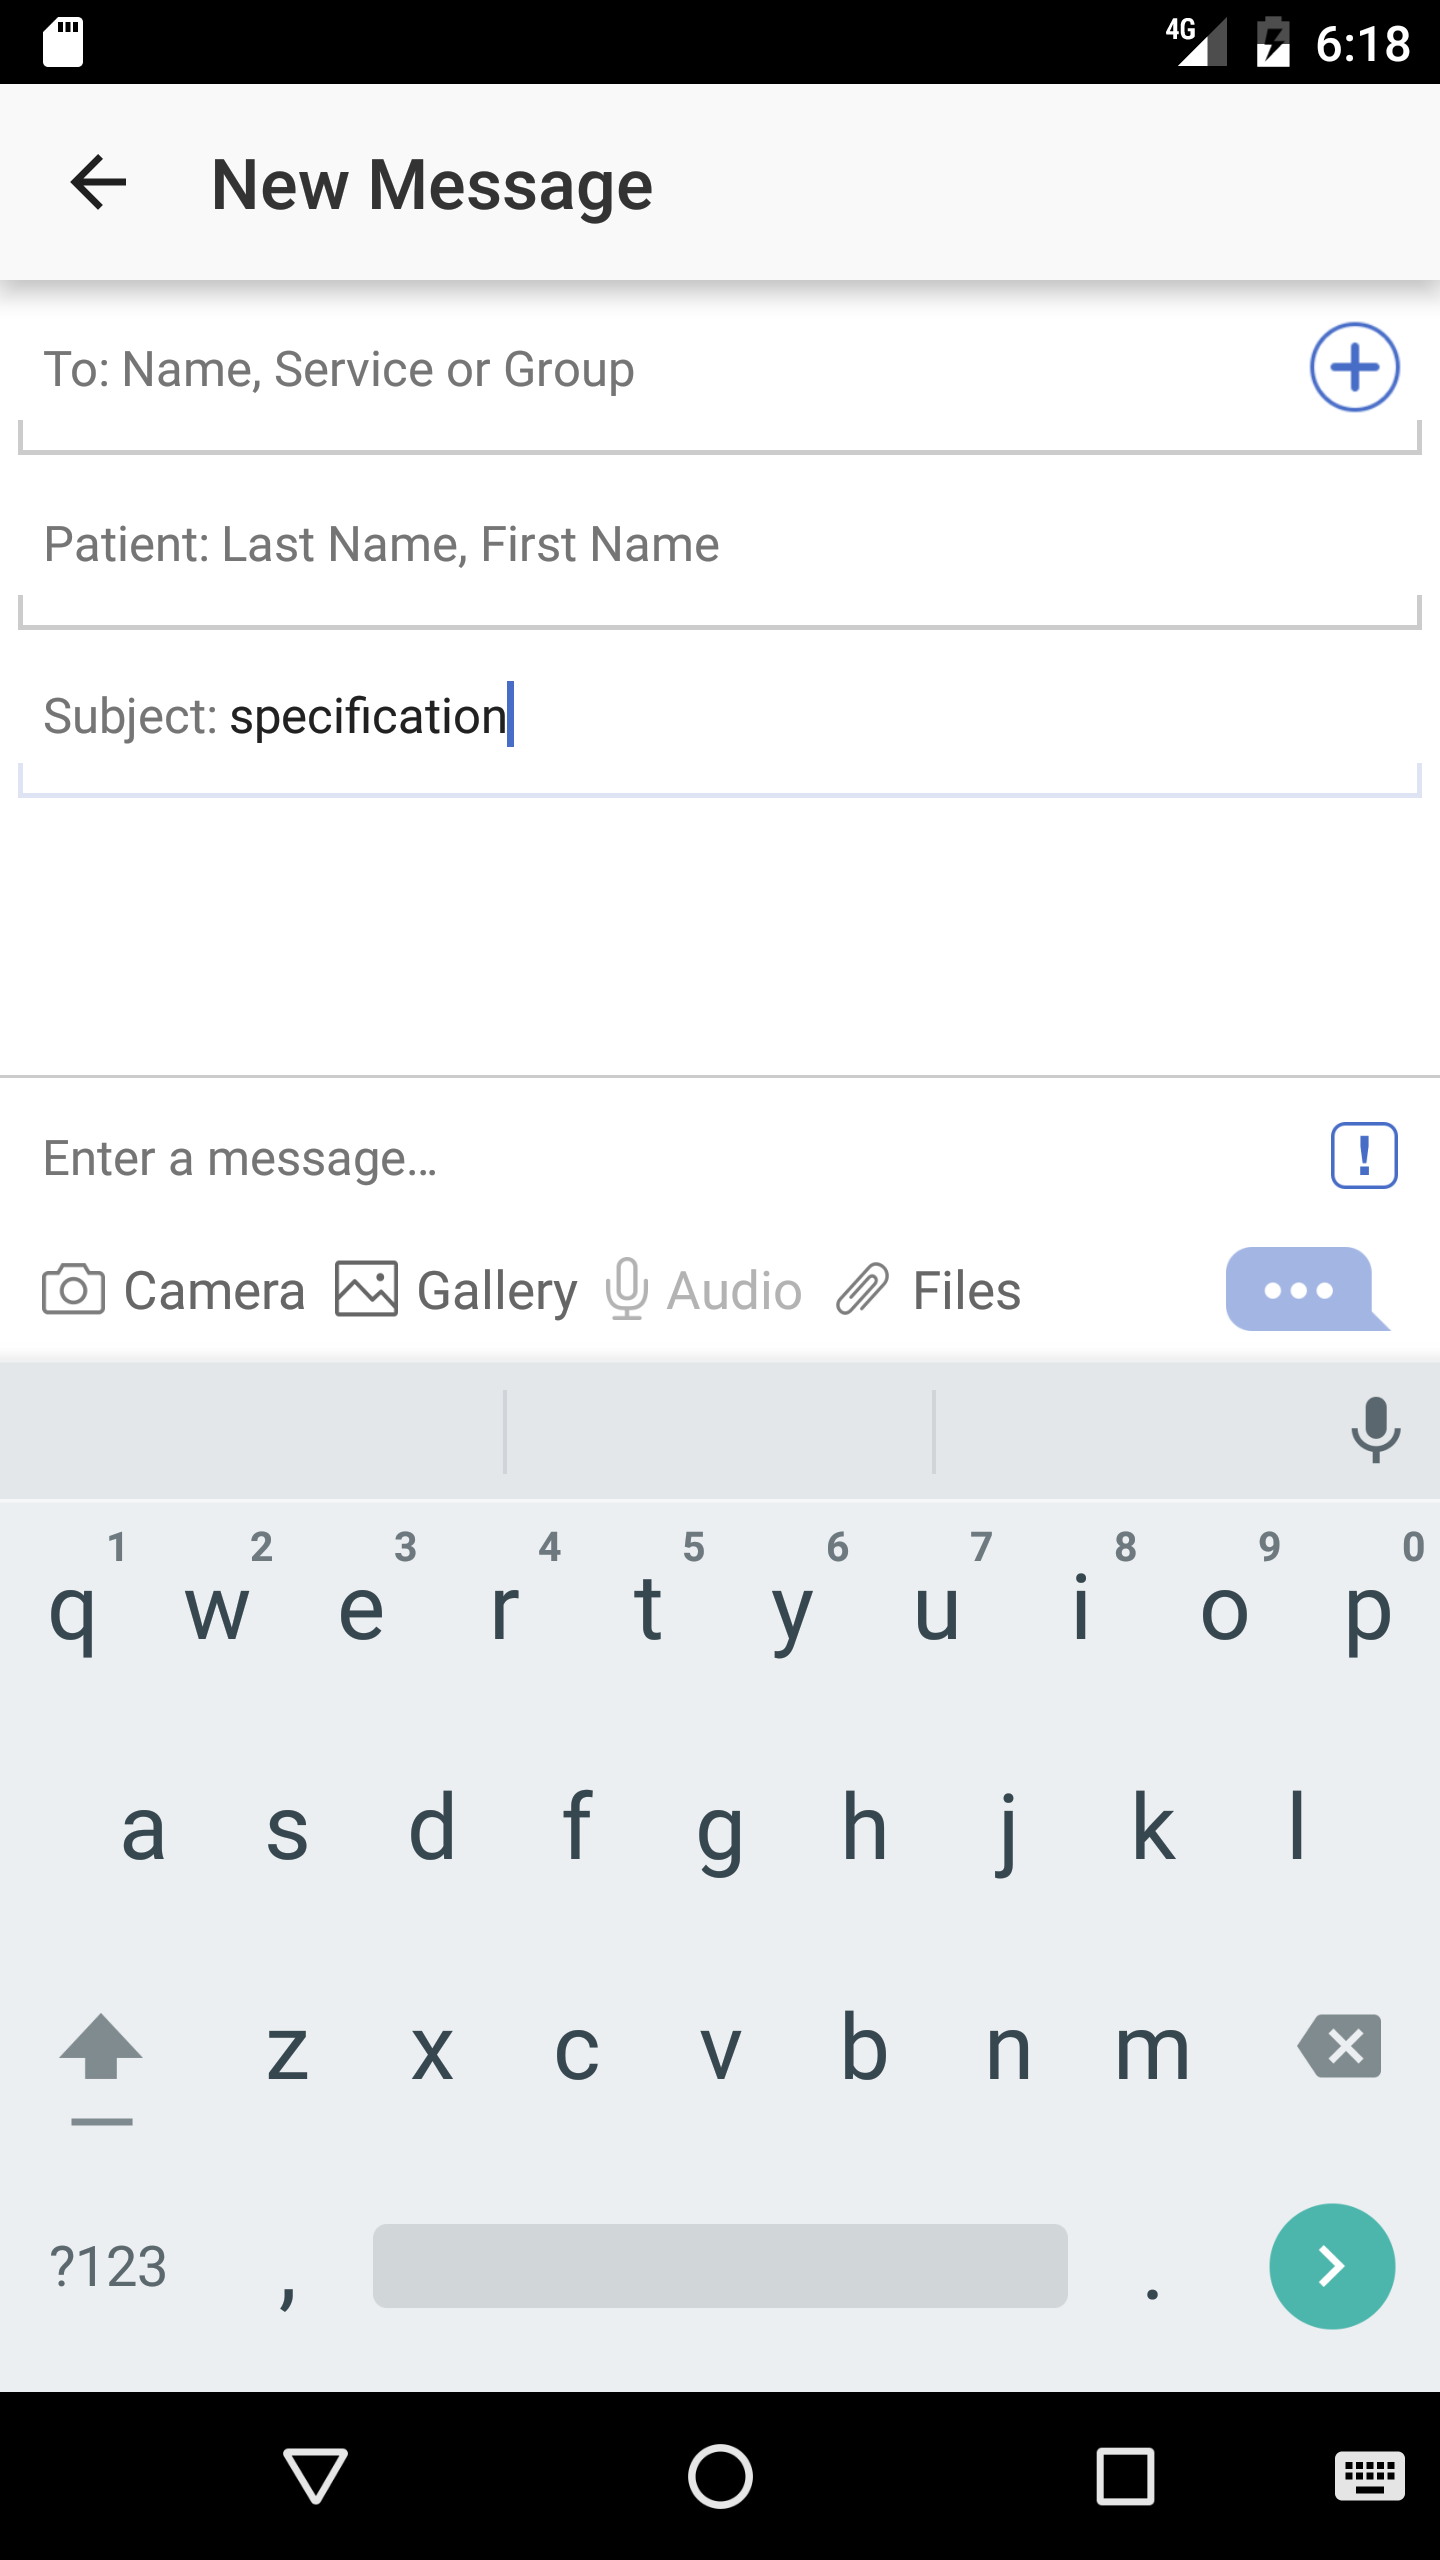 4G 6:18
New Message
To: Name, Service or Group
Patient: Last Name, First Name
Subject: specification
Enter a message...
!
Camera Gallery Audio Files
1 2 3 4 5 6 7 8 9 0
q w e r t y u i o p
a s d f g h j k l
z x c v b n m
?123 , .